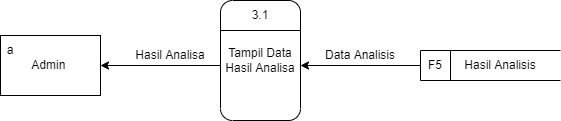 3.1
a
Admin
Hasil Analisa
Tampil Data
Hasil Analisa
Data Analisis
F5
Hasil Analisis